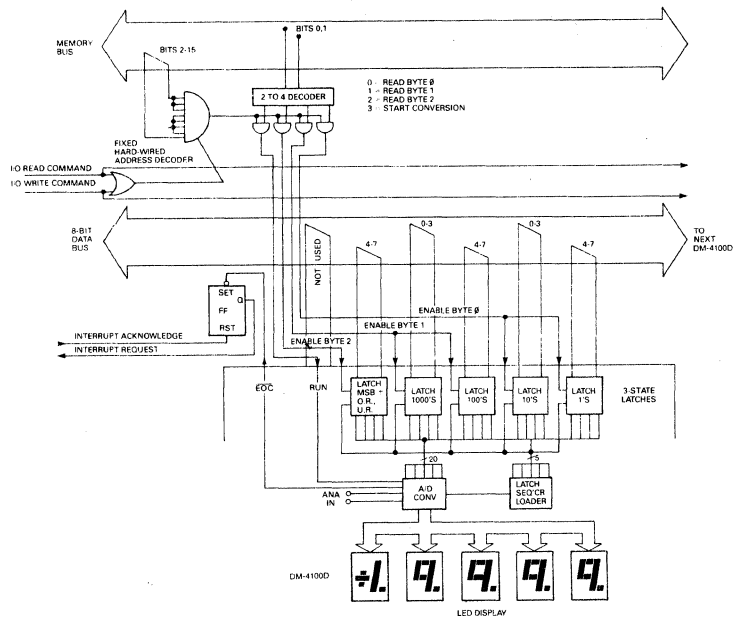 MEMORY
BUS
BITS 2-15
BITS 0,1
2 TO 4 DECODER
0 - READ BYTE Ø
1 = READ BYTE 1
2 = READ BYTE 2
3 = START CONVERSION
FIXED
HARD-WIRED
ADDRESS DECODER
I/O READ COMMAND
I/O WRITE COMMAND
8-BIT
DATA
BUS
NOT USED
4-7
0-3
4-7
0-3
4-7
TO
NEXT
DM-4100D
SET
Q
FF
RST
INTERRUPT ACKNOWLEDGE
INTERRUPT REQUEST
ENABLE BYTE Ø
ENABLE BYTE 1
ENABLE BYTE 2
EOC
RUN
LATCH
MSB +
O.R.,
U.R.
LATCH
1000'S
LATCH
100'S
LATCH
10'S
LATCH
1'S
3-STATE
LATCHES
20
5
ANA
IN
A/D
CONV
LATCH
SEQ'CR
LOADER
DM-4100D
÷1. 9. 9. 9. 9.
LED DISPLAY